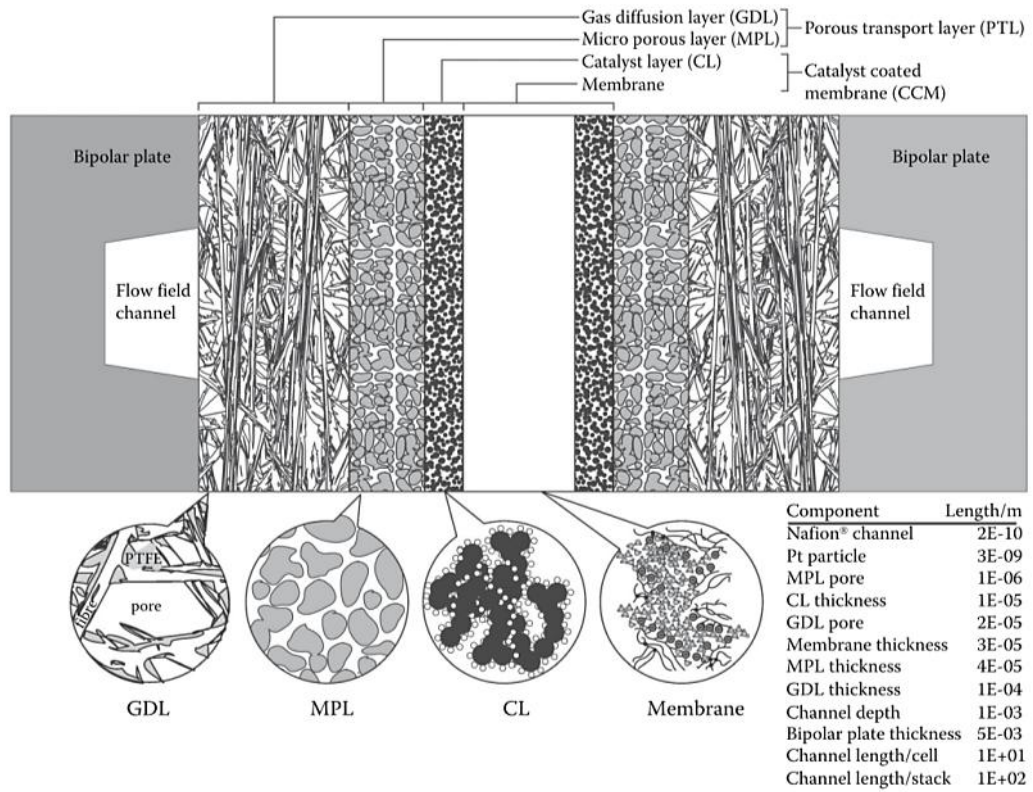 Gas diffusion layer (GDL)
Micro porous layer (MPL)
Porous transport layer (PTL)
Catalyst layer (CL)
Membrane
Catalyst coated
membrane (CCM)
Bipolar plate
Bipolar plate
Flow field
channel
Flow field
channel
PTFE
fibre
pore
GDL
MPL
CL
Membrane
Component Length/m
Nafion® channel 2E-10
Pt particle 3E-09
MPL pore 1E-06
CL thickness 1E-05
GDL pore 2E-05
Membrane thickness 3E-05
MPL thickness 4E-05
GDL thickness 1E-04
Channel depth 1E-03
Bipolar plate thickness 5E-03
Channel length/cell 1E+01
Channel length/stack 1E+02